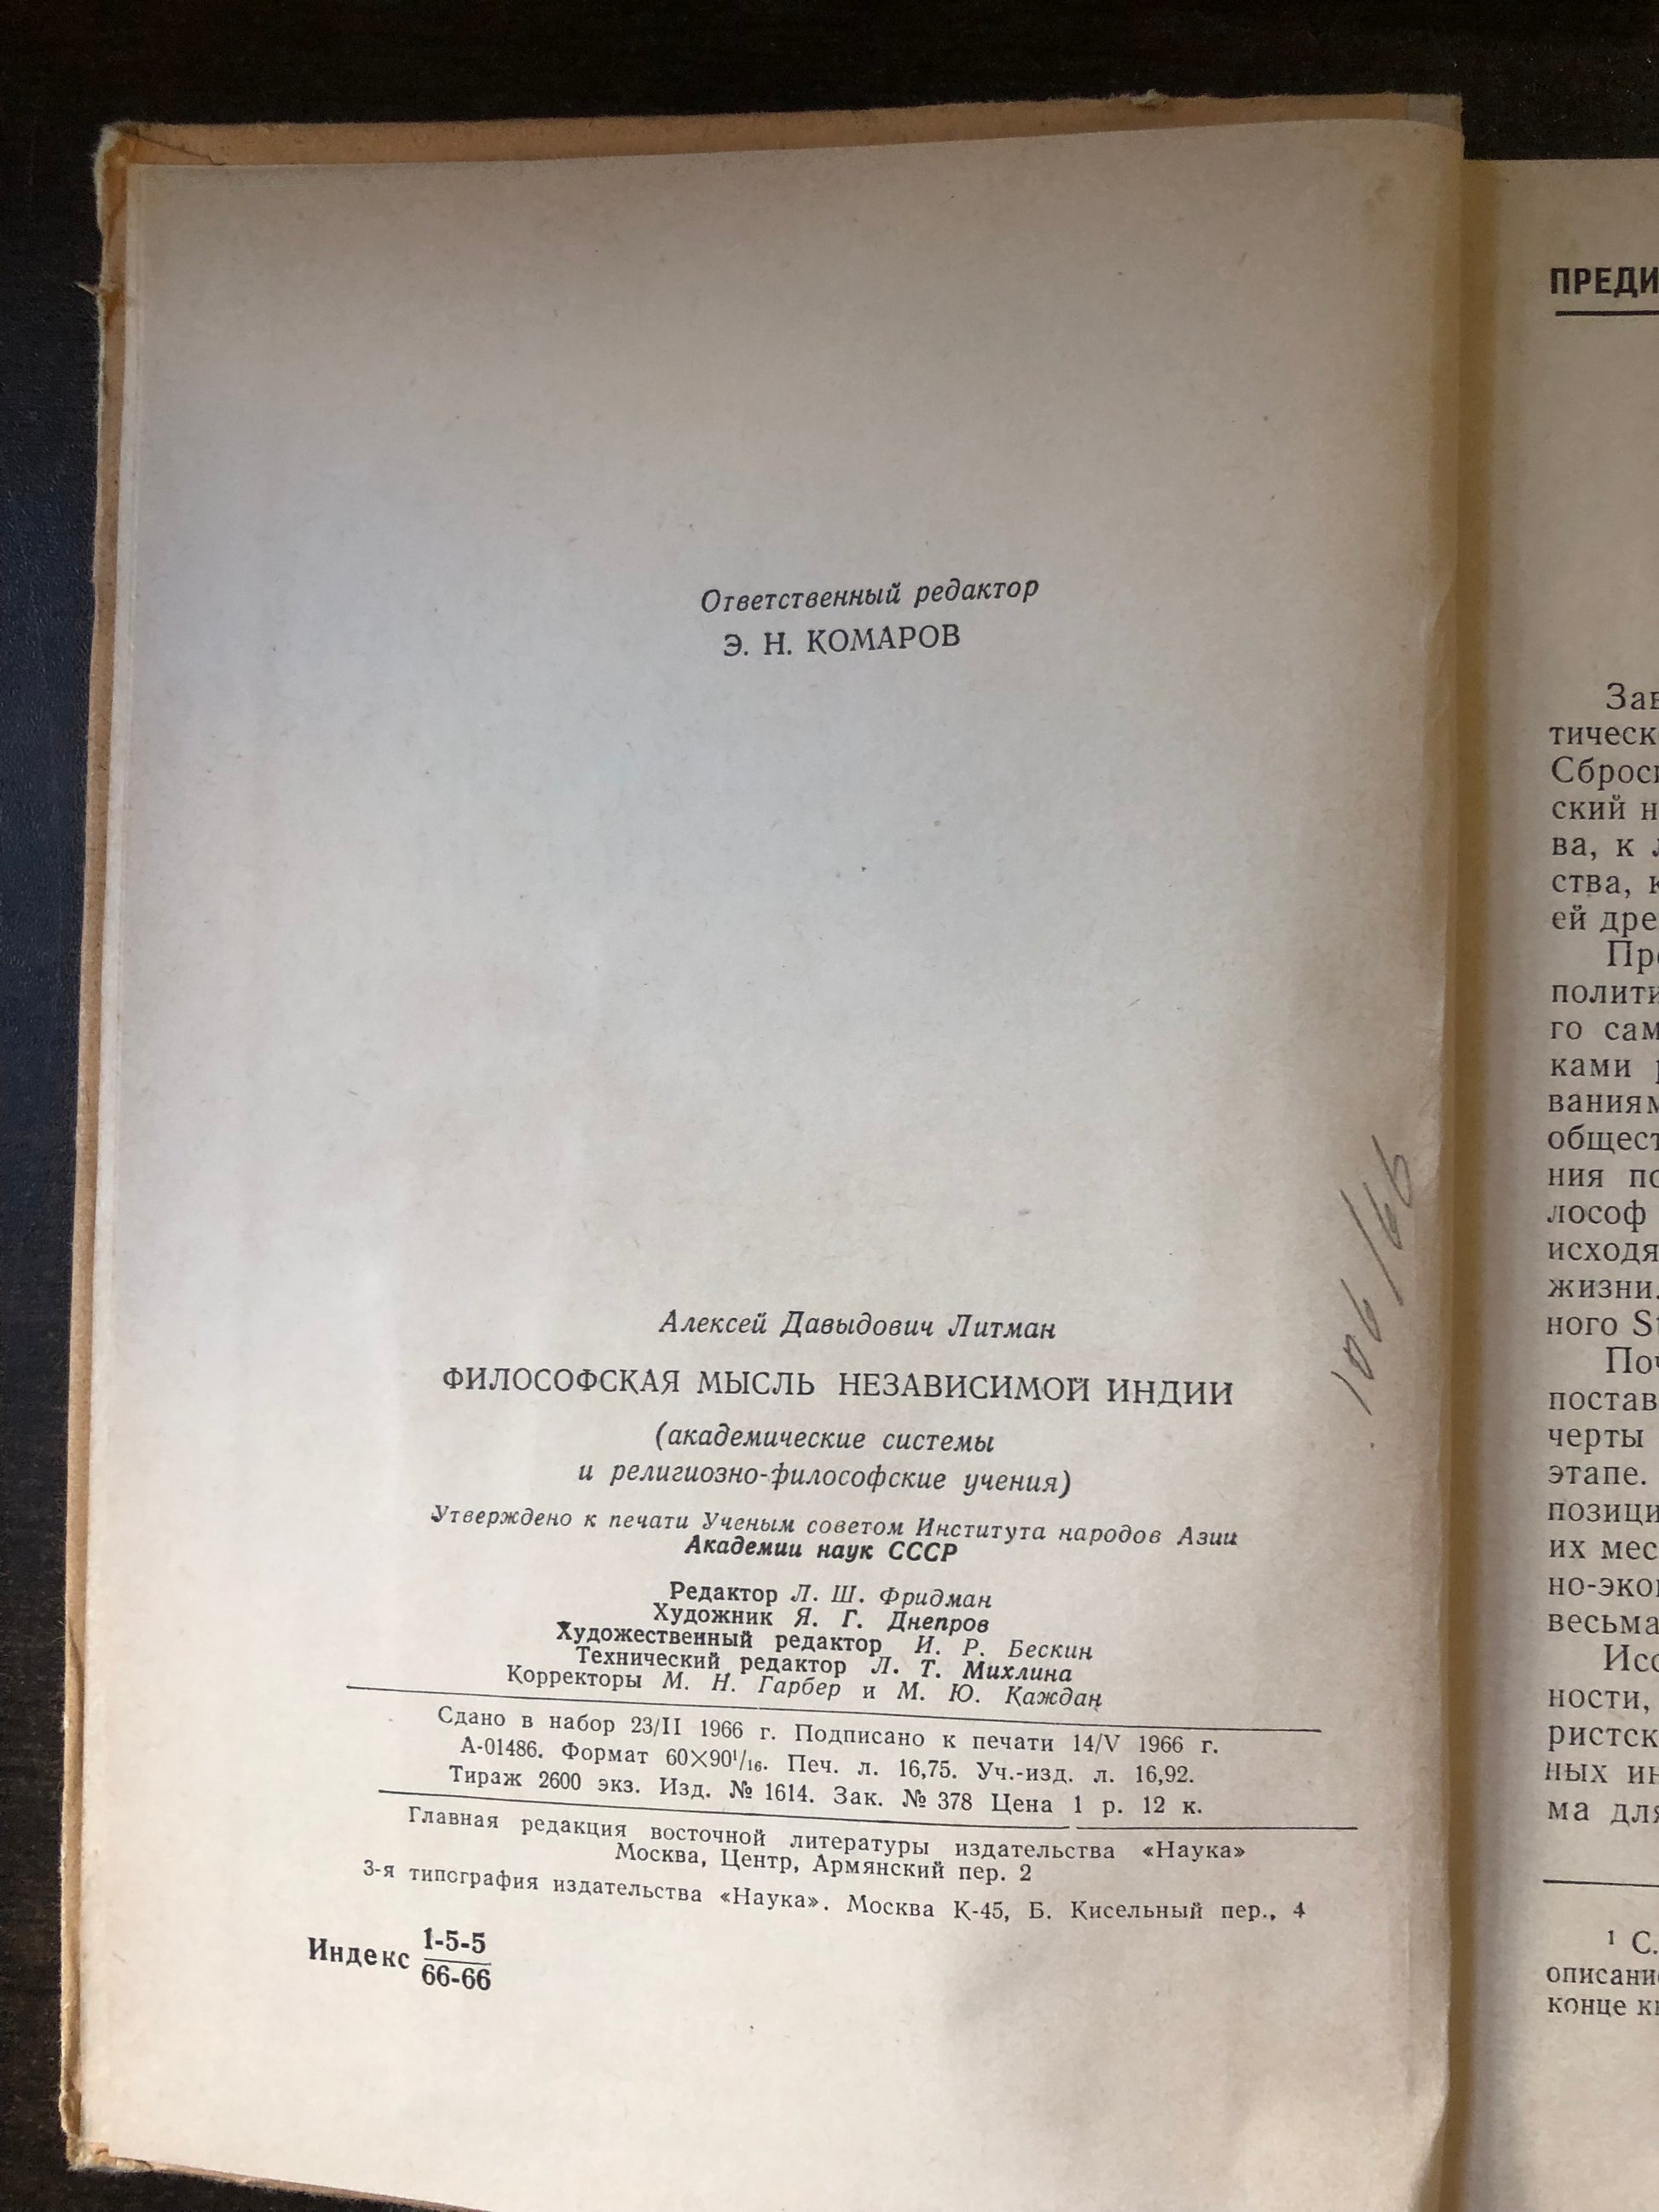 Ответственный редактор
Э. Н. КОМАРОВ
Алексей Давыдович Литман
ФИЛОСОФСКАЯ МЫСЛЬ НЕЗАВИСИМОЙ ИНДИИ
(академические системы
и религиозно-философские учения)
Утверждено к печати Ученым советом Института народов Азии
Академии наук СССР
Редактор Л. Ш. Фридман
Художник Я. Г. Днепров
Художественный редактор И. Р. Бескин
Технический редактор Л. Т. Михлина
Корректоры М. Н. Гарбер и М. Ю. Каждан
Сдано в набор 23/II 1966 г. Подписано к печати 14/V 1966 г.
А-01486. Формат 60×90¹/₁₆. Печ. л. 16,75. Уч.-изд. л. 16,92.
Тираж 2600 экз. Изд. № 1614. Зак. № 378 Цена 1 р. 12 к.
Главная редакция восточной литературы издательства «Наука»
Москва, Центр, Армянский пер. 2
3-я типография издательства «Наука». Москва К-45, Б. Кисельный пер., 4
Индекс 1-5-5
66-66
ПРЕДИ
Зав
тическ
Сброс
ский н
ва, к
ства, к
ей дре
Пр
полити
го сам
ками
ваниям
общест
ния по
лософ
исходя
жизни.
ного St
Поч
постав
черты
этапе.
позици
их мес
но-экон
весьма
Исс
ности,
ристск
ных ин
ма для
¹ С.
описани
конце к